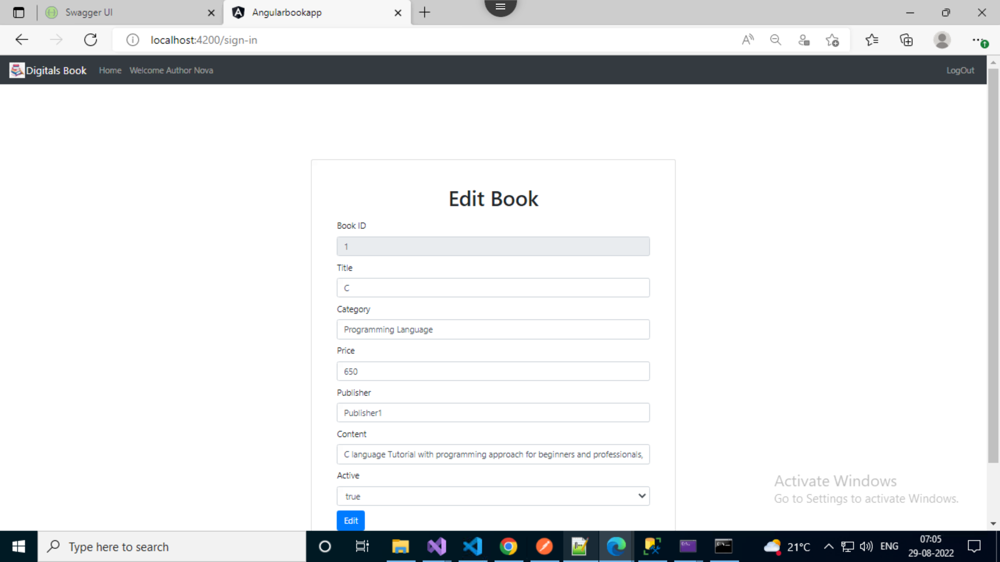 Swagger UI
Angularbookapp
localhost:4200/sign-in
Digitals Book
Home
Welcome Author Nova
LogOut
Edit Book
Book ID
1
Title
C
Category
Programming Language
Price
650
Publisher
Publisher1
Content
C language Tutorial with programming approach for beginners and professionals,
Active
true
Edit
Activate Windows
Go to Settings to activate Windows.
Type here to search
21°C
ENG
07:05
29-08-2022